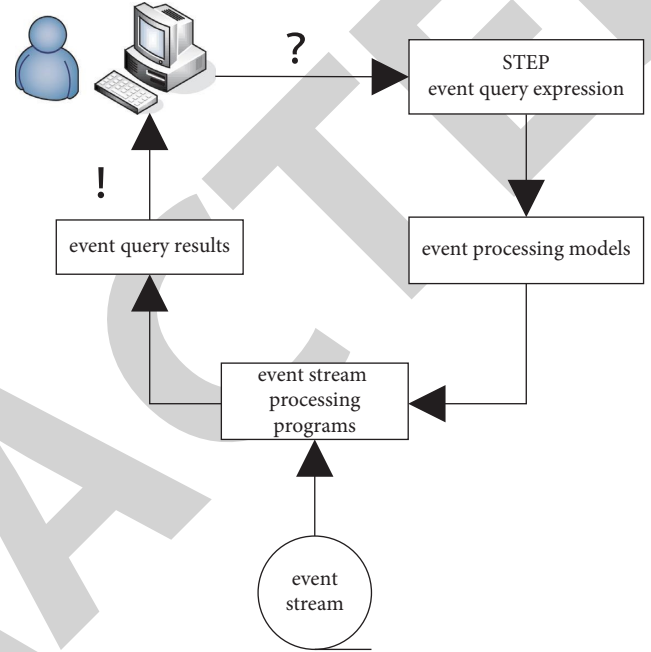 ?
STEP
event query expression
!
event query results
event processing models
event stream
processing
programs
event
stream